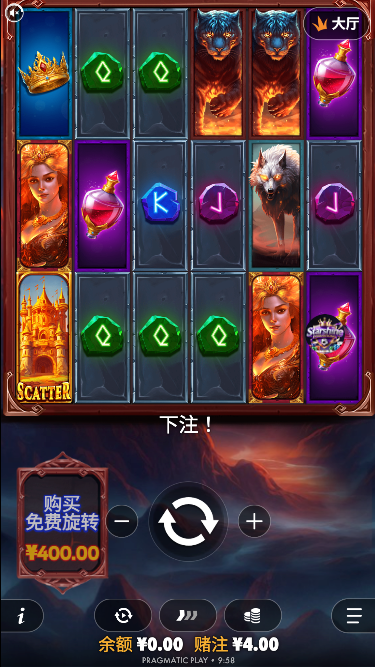 大厅
K
J
J
SCATTER
Starshine
下注！
购买
免费旋转
¥400.00
余额 ¥0.00 赌注 ¥4.00
PRAGMATIC PLAY • 9:58